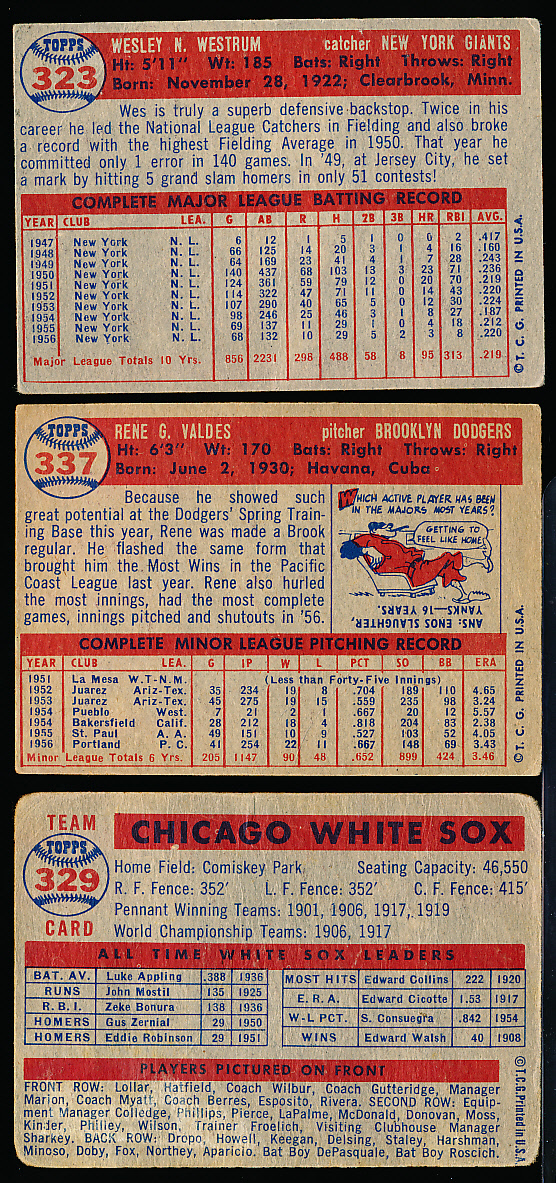 TOPPS
323
WESLEY N. WESTRUM catcher NEW YORK GIANTS
Ht: 5'11" Wt: 185 Bats: Right Throws: Right
Born: November 28, 1922; Clearbrook, Minn.
Wes is truly a superb defensive backstop. Twice in his
career he led the National League Catchers in Fielding and also broke
a record with the highest Fielding Average in 1950. That year he
committed only 1 error in 140 games. In '49, at Jersey City, he set
a mark by hitting 5 grand slam homers in only 51 contests!
COMPLETE MAJOR LEAGUE BATTING RECORD
YEAR CLUB LEA. G AB R H 2B 3B HR RBI AVG.
1947 New York N. L. 6 12 1 5 1 0 0 2 .417
1948 New York N. L. 66 125 14 20 3 1 4 16 .160
1949 New York N. L. 64 169 23 41 4 1 7 28 .243
1950 New York N. L. 140 437 68 103 13 3 23 71 .236
1951 New York N. L. 124 361 59 79 12 0 20 70 .219
1952 New York N. L. 114 322 47 71 11 0 14 43 .220
1953 New York N. L. 107 290 40 65 5 0 12 30 .224
1954 New York N. L. 98 246 25 46 3 1 8 27 .187
1955 New York N. L. 69 137 11 29 1 0 4 18 .212
1956 New York N. L. 68 132 10 29 5 2 3 8 .220
Major League Totals 10 Yrs. 856 2231 298 488 58 8 95 313 .219
© T. C. G. PRINTED IN U.S.A.
TOPPS
337
RENE G. VALDES pitcher BROOKLYN DODGERS
Ht: 6'3" Wt: 170 Bats: Right Throws: Right
Born: June 2, 1930; Havana, Cuba
Because he showed such
great potential at the Dodgers' Spring Train-
ing Base this year, Rene was made a Brook
regular. He flashed the same form that
brought him the Most Wins in the Pacific
Coast League last year. Rene also hurled
the most innings, had the most complete
games, innings pitched and shutouts in '56.
WHICH ACTIVE PLAYER HAS BEEN
IN THE MAJORS MOST YEARS?
GETTING TO
FEEL LIKE HOME
ANS: ENOS SLAUGHTER,
YANKS—16 YEARS.
COMPLETE MINOR LEAGUE PITCHING RECORD
YEAR CLUB LEA. G IP W L PCT SO BB ERA
1951 La Mesa W.T-N.M. (Less than Forty-Five Innings)
1952 Juarez Ariz-Tex. 35 234 19 8 .704 189 110 4.65
1953 Juarez Ariz-Tex. 45 275 19 15 .559 235 98 3.24
1954 Pueblo West. 7 21 2 1 .667 12 20 5.57
1954 Bakersfield Calif. 28 212 18 4 .818 204 83 2.38
1955 St. Paul A. A. 49 151 10 9 .527 103 52 4.05
1956 Portland P. C. 41 254 22 11 .667 148 69 3.43
Minor League Totals 6 Yrs. 205 1147 90 48 .652 899 424 3.46
© T. C. G. PRINTED IN U.S.A.
TEAM
TOPPS
329
CARD
CHICAGO WHITE SOX
Home Field: Comiskey Park Seating Capacity: 46,550
R. F. Fence: 352' L. F. Fence: 352' C. F. Fence: 415'
Pennant Winning Teams: 1901, 1906, 1917, 1919
World Championship Teams: 1906, 1917
ALL TIME WHITE SOX LEADERS
BAT. AV. Luke Appling .388 1936
RUNS John Mostil 135 1925
R. B. I. Zeke Bonura 138 1936
HOMERS Gus Zernial 29 1950
HOMERS Eddie Robinson 29 1951
MOST HITS Edward Collins 222 1920
E. R. A. Edward Cicotte 1.53 1917
W-L PCT. S. Consuegra .842 1954
WINS Edward Walsh 40 1908
PLAYERS PICTURED ON FRONT
FRONT ROW: Lollar, Hatfield, Coach Wilbur, Coach Gutteridge, Manager
Marion, Coach Myatt, Coach Berres, Esposito, Rivera. SECOND ROW: Equip-
ment Manager Colledge, Phillips, Pierce, LaPalme, McDonald, Donovan, Moss,
Kinder, Philley, Wilson, Trainer Froelich, Visiting Clubhouse Manager
Sharkey. BACK ROW: Dropo, Howell, Keegan, Delsing, Staley, Harshman,
Minoso, Doby, Fox, Northey, Aparicio. Bat Boy DePasquale, Bat Boy Roscich.
© T.C.G. Printed in U.S.A.